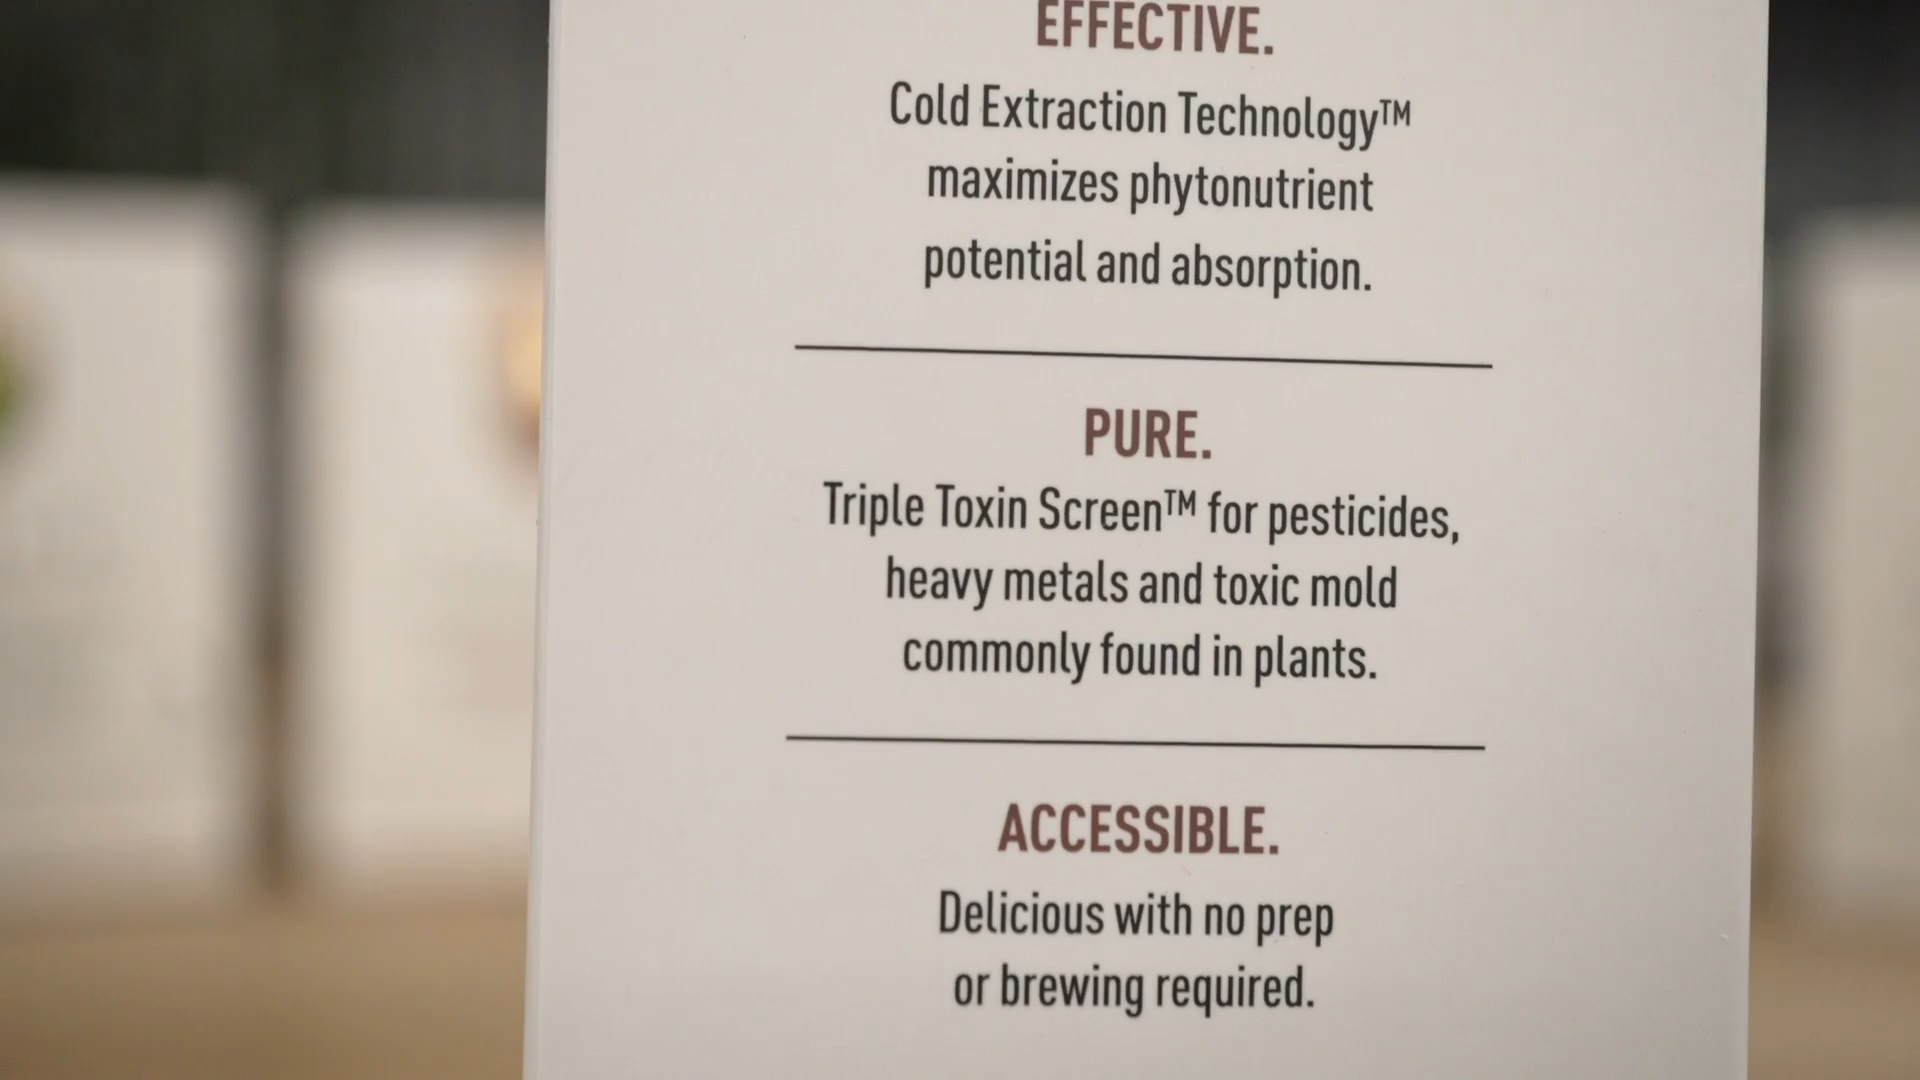 EFFECTIVE.
Cold Extraction Technology™
maximizes phytonutrient
potential and absorption.
PURE.
Triple Toxin Screen™ for pesticides,
heavy metals and toxic mold
commonly found in plants.
ACCESSIBLE.
Delicious with no prep
or brewing required.